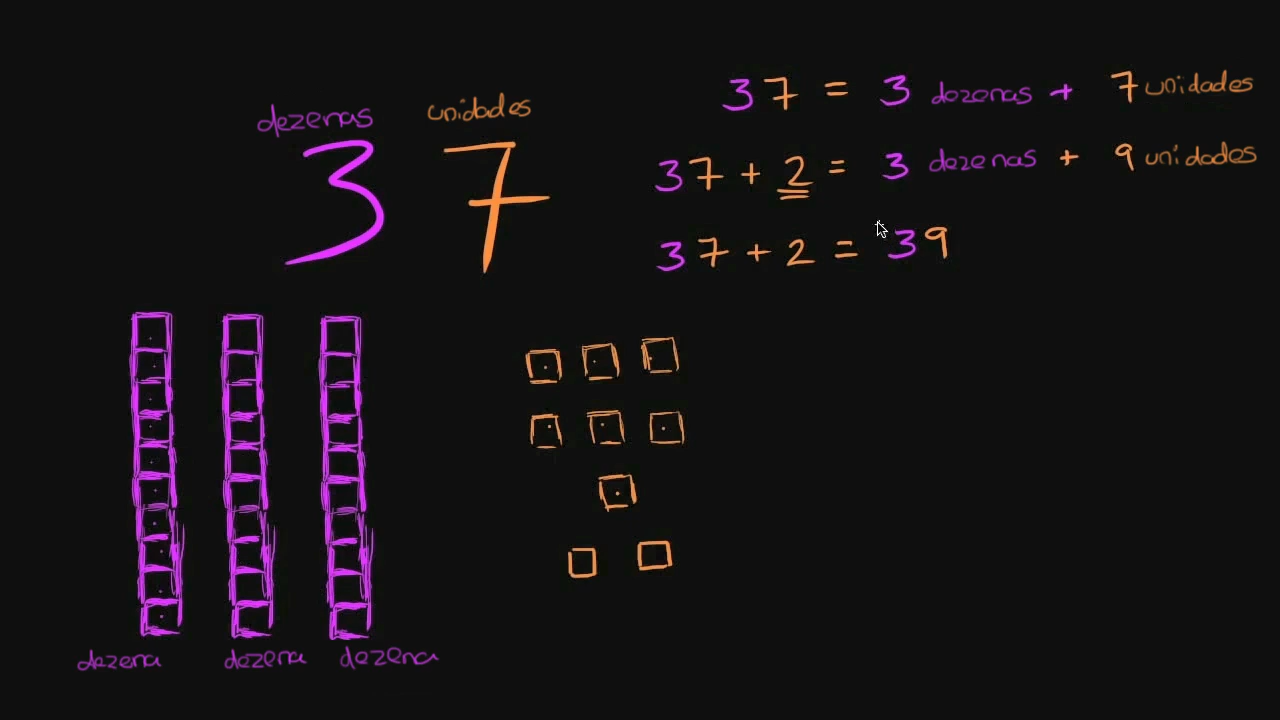 dezenas unidades
3 7
37 = 3 dezenas + 7 unidades
37 + 2 = 3 dezenas + 9 unidades
37 + 2 = 39
dezena dezena dezena